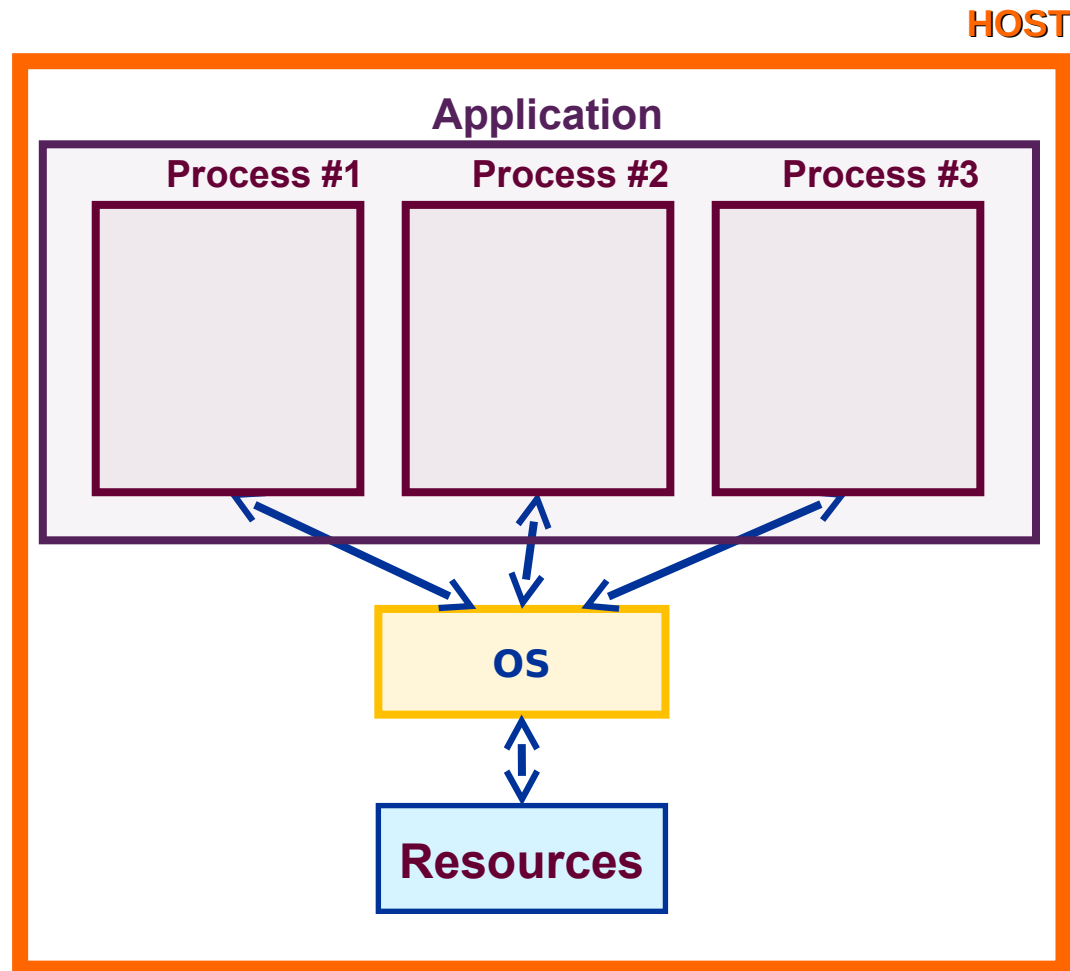 HOST
Application
Process #1 Process #2 Process #3
OS
Resources